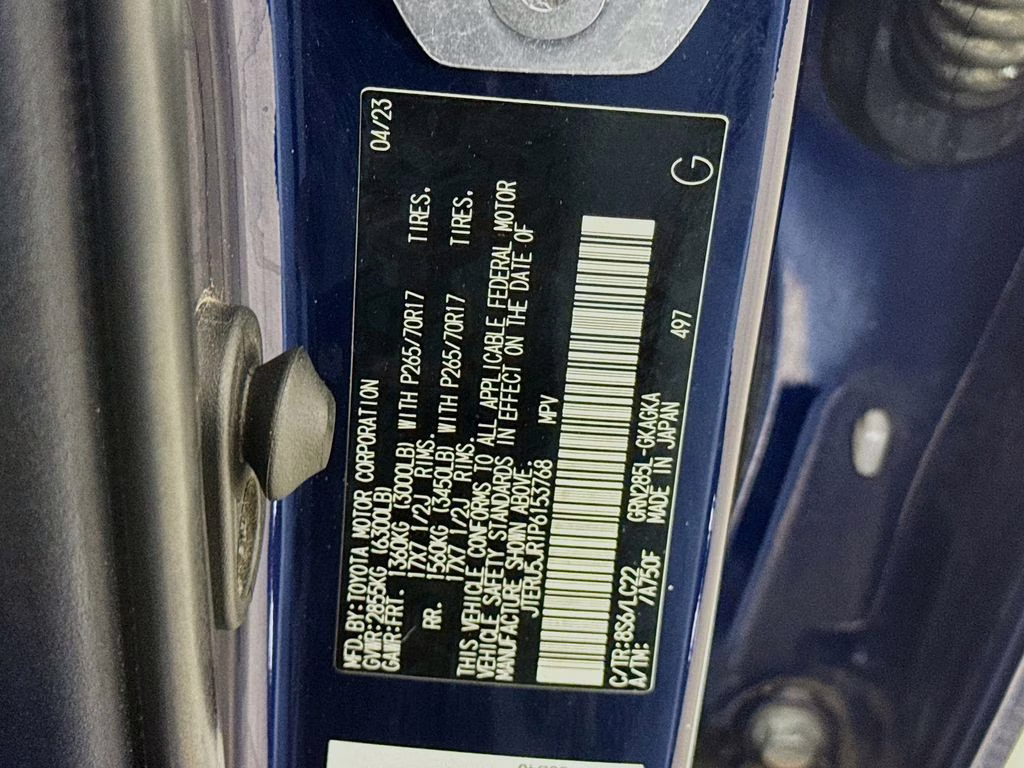 MFD. BY: TOYOTA MOTOR CORPORATION 04/23
GVWR: 2855KG (6300LB)
GAWR: FRT. 1360KG (3000LB) WITH P265/70R17 TIRES.
17X7 1/2J RIMS.
RR. 1560KG (3450LB) WITH P265/70R17 TIRES.
17X7 1/2J RIMS.
THIS VEHICLE CONFORMS TO ALL APPLICABLE FEDERAL MOTOR
VEHICLE SAFETY STANDARDS IN EFFECT ON THE DATE OF
MANUFACTURE SHOWN ABOVE.
JTERU5JR1P6153768 MPV
C/TR: 8S6/LC22 GRN285L-GKAGKA
A/TM: /A750F MADE IN JAPAN
497 G